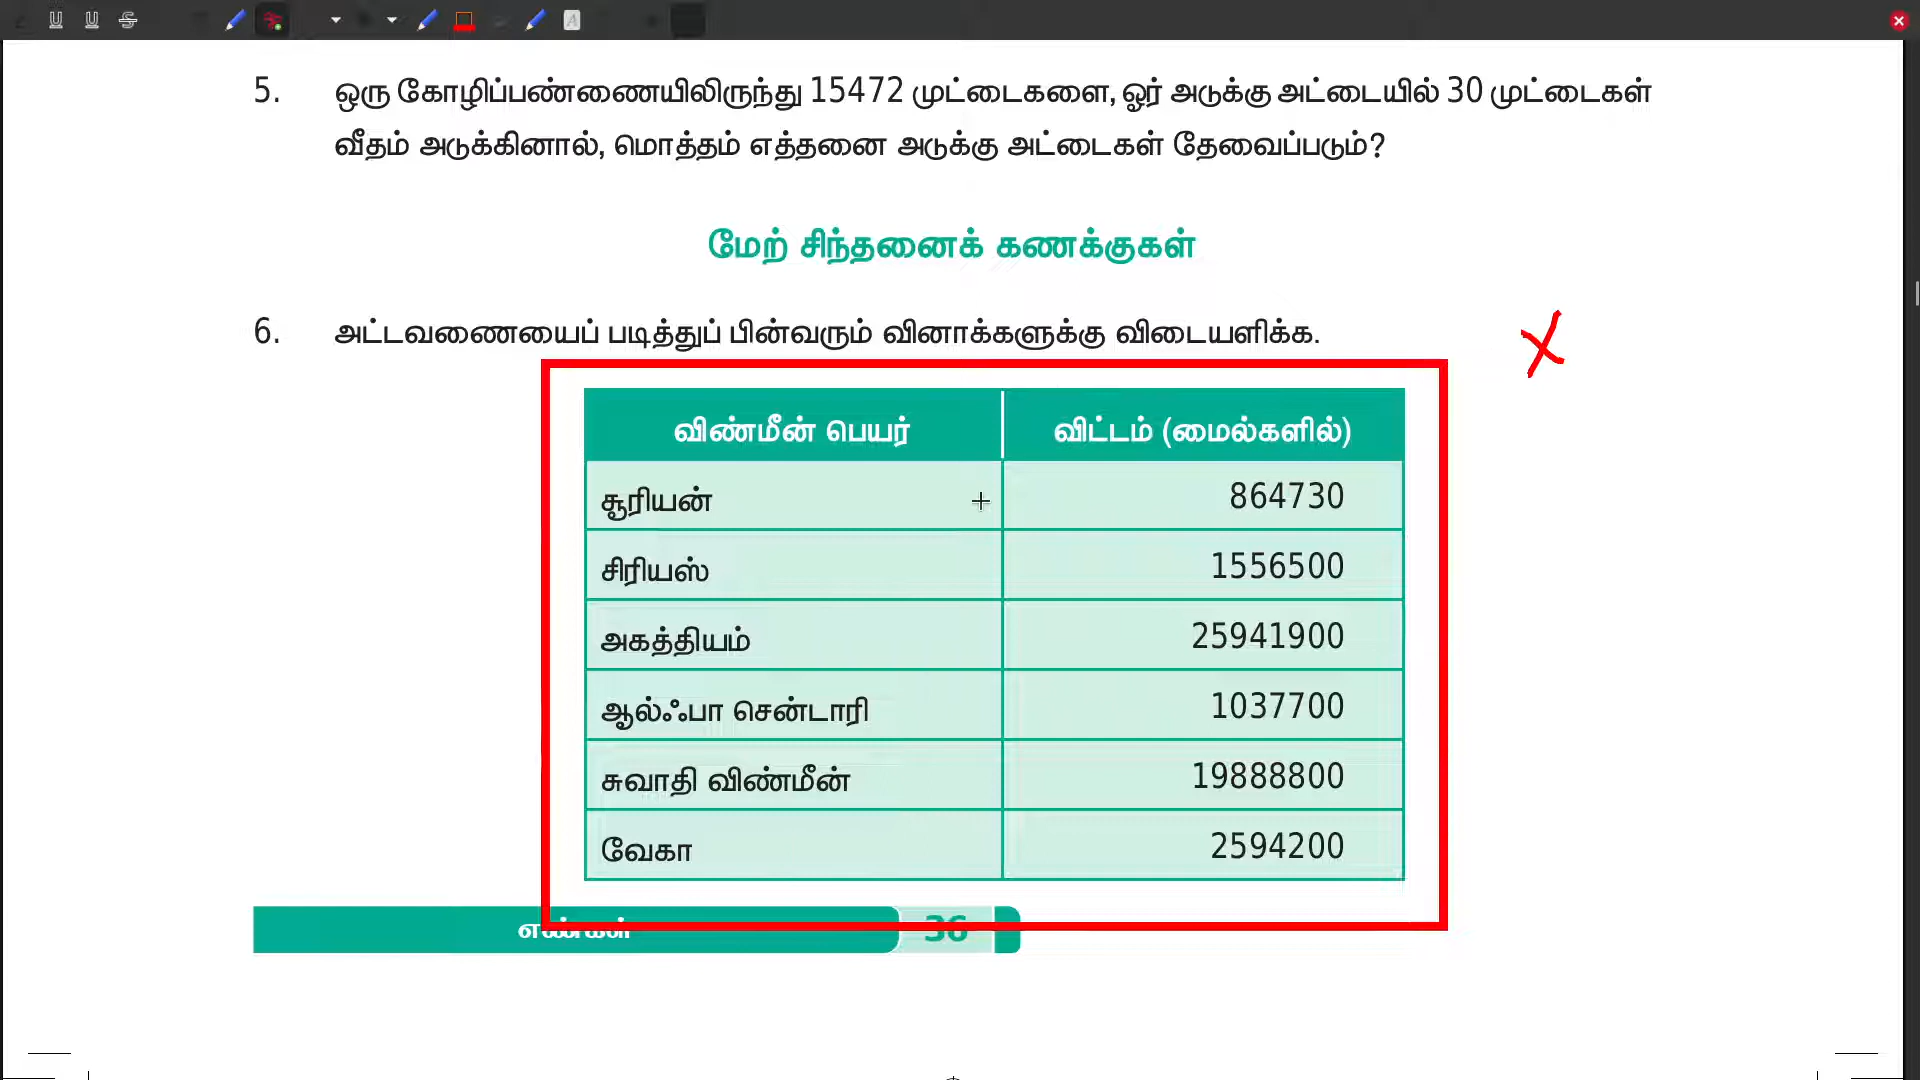 5. ஒரு கோழிப்பண்ணையிலிருந்து 15472 முட்டைகளை, ஓர் அடுக்கு அட்டையில் 30 முட்டைகள்
வீதம் அடுக்கினால், மொத்தம் எத்தனை அடுக்கு அட்டைகள் தேவைப்படும்?
மேற் சிந்தனைக் கணக்குகள்
6. அட்டவணையைப் படித்துப் பின்வரும் வினாக்களுக்கு விடையளிக்க.
விண்மீன் பெயர் விட்டம் (மைல்களில்)
சூரியன் 864730
சிரியஸ் 1556500
அகத்தியம் 25941900
ஆல்ஃபா சென்டாரி 1037700
சுவாதி விண்மீன் 19888800
வேகா 2594200
எண்கள் 36